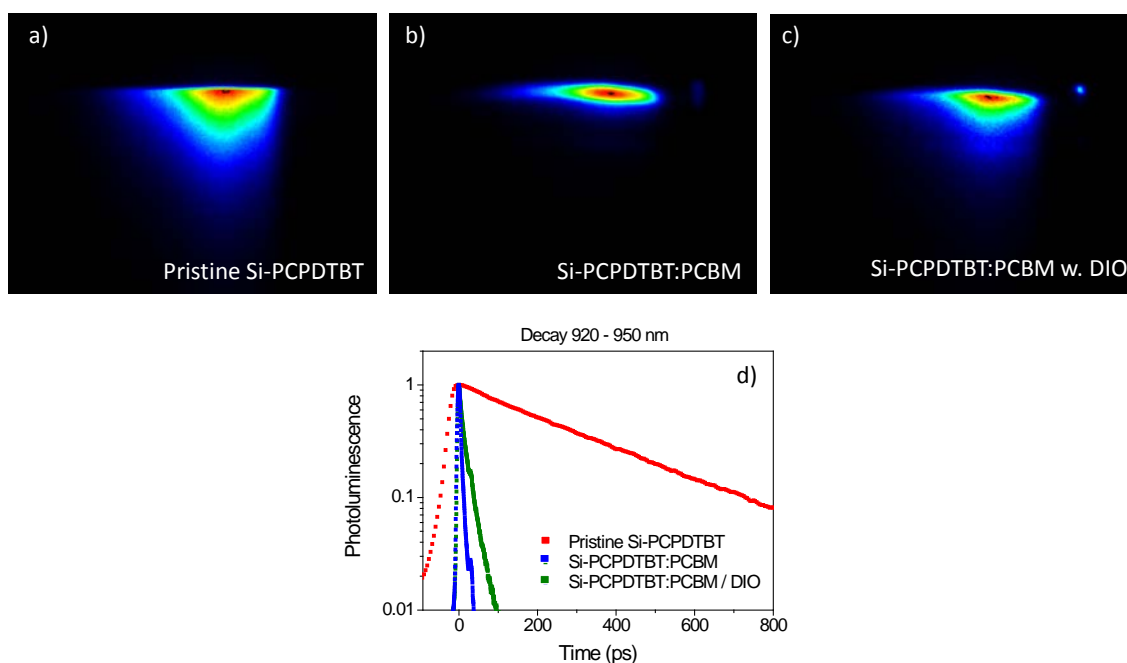 a)
b)
c)
Pristine Si-PCPDTBT
Si-PCPDTBT:PCBM
Si-PCPDTBT:PCBM w. DIO
Decay 920 - 950 nm
d)
1
0.1
0.01
Photoluminescence
Pristine Si-PCPDTBT
Si-PCPDTBT:PCBM
Si-PCPDTBT:PCBM / DIO
0
200
400
600
800
Time (ps)